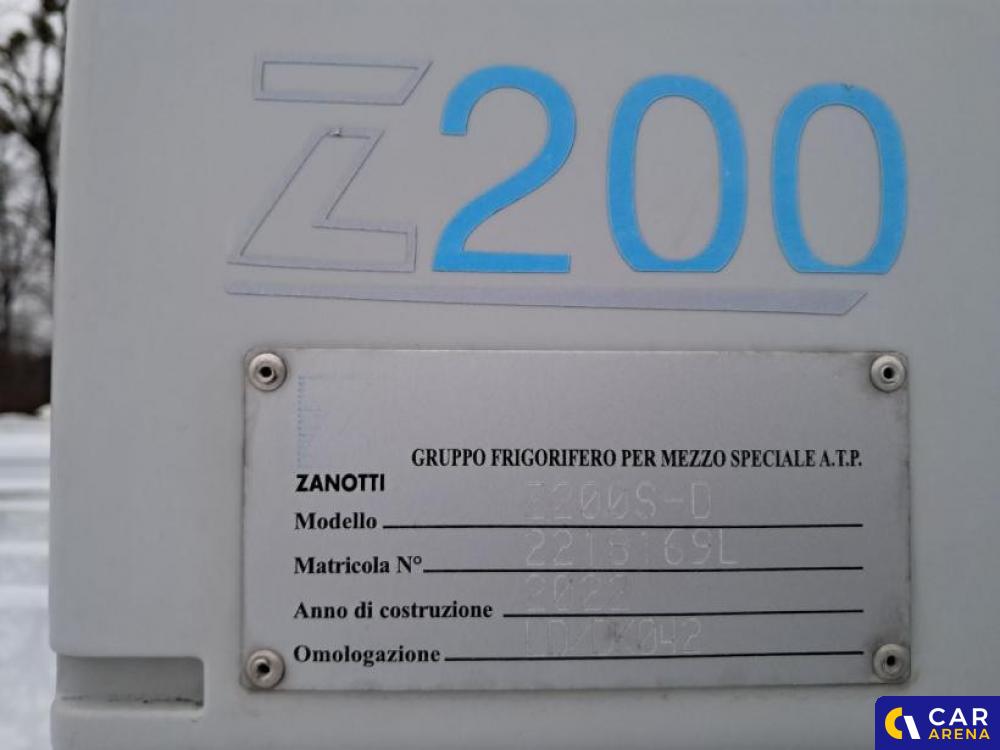 Z200
GRUPPO FRIGORIFERO PER MEZZO SPECIALE A.T.P.
ZANOTTI
Modello Z200S-D
Matricola N° 2215169L
Anno di costruzione 2022
Omologazione
CAR
ARENA